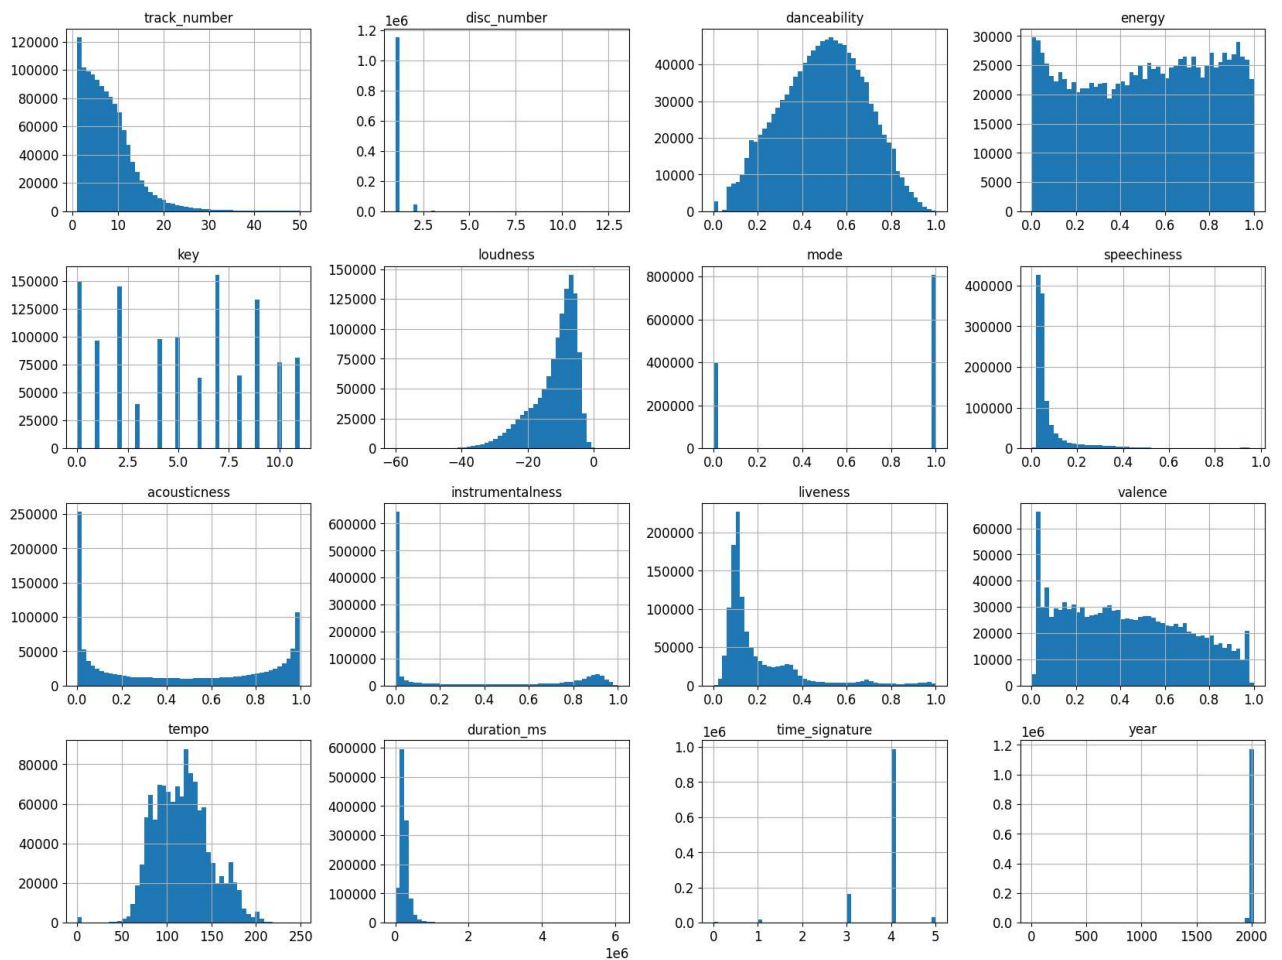 track_number
120000
100000
80000
60000
40000
20000
0
0 10 20 30 40 50
disc_number
1e6
1.2
1.0
0.8
0.6
0.4
0.2
0.0
2.5 5.0 7.5 10.0 12.5
danceability
40000
30000
20000
10000
0
0.0 0.2 0.4 0.6 0.8 1.0
energy
30000
25000
20000
15000
10000
5000
0
0.0 0.2 0.4 0.6 0.8 1.0
key
150000
125000
100000
75000
50000
25000
0
0.0 2.5 5.0 7.5 10.0
loudness
150000
125000
100000
75000
50000
25000
0
−60 −40 −20 0
mode
800000
600000
400000
200000
0
0.0 0.2 0.4 0.6 0.8 1.0
speechiness
400000
300000
200000
100000
0
0.0 0.2 0.4 0.6 0.8 1.0
acousticness
250000
200000
150000
100000
50000
0
0.0 0.2 0.4 0.6 0.8 1.0
instrumentalness
600000
500000
400000
300000
200000
100000
0
0.0 0.2 0.4 0.6 0.8 1.0
liveness
200000
150000
100000
50000
0
0.0 0.2 0.4 0.6 0.8 1.0
valence
60000
50000
40000
30000
20000
10000
0
0.0 0.2 0.4 0.6 0.8 1.0
tempo
80000
60000
40000
20000
0
0 50 100 150 200 250
duration_ms
600000
500000
400000
300000
200000
100000
0
0 2 4 6
1e6
time_signature
1e6
1.0
0.8
0.6
0.4
0.2
0.0
0 1 2 3 4 5
year
1e6
1.2
1.0
0.8
0.6
0.4
0.2
0.0
0 500 1000 1500 2000